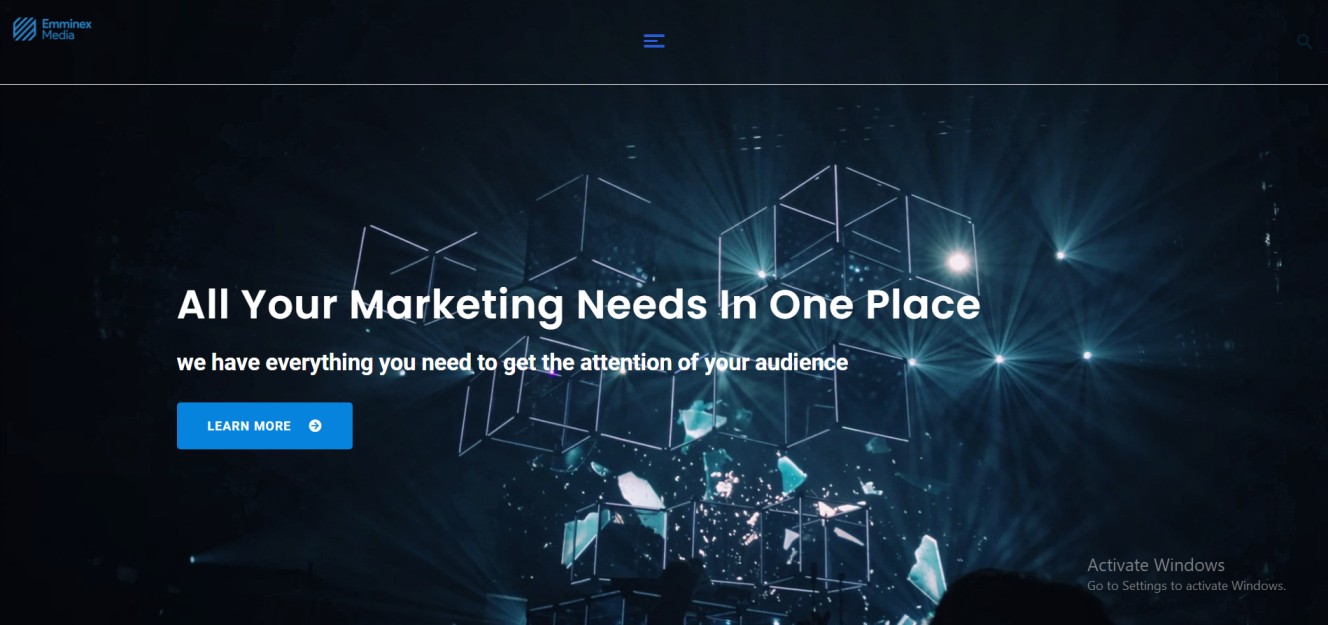 Emminex
Media
All Your Marketing Needs In One Place
we have everything you need to get the attention of your audience
LEARN MORE
Activate Windows
Go to Settings to activate Windows.